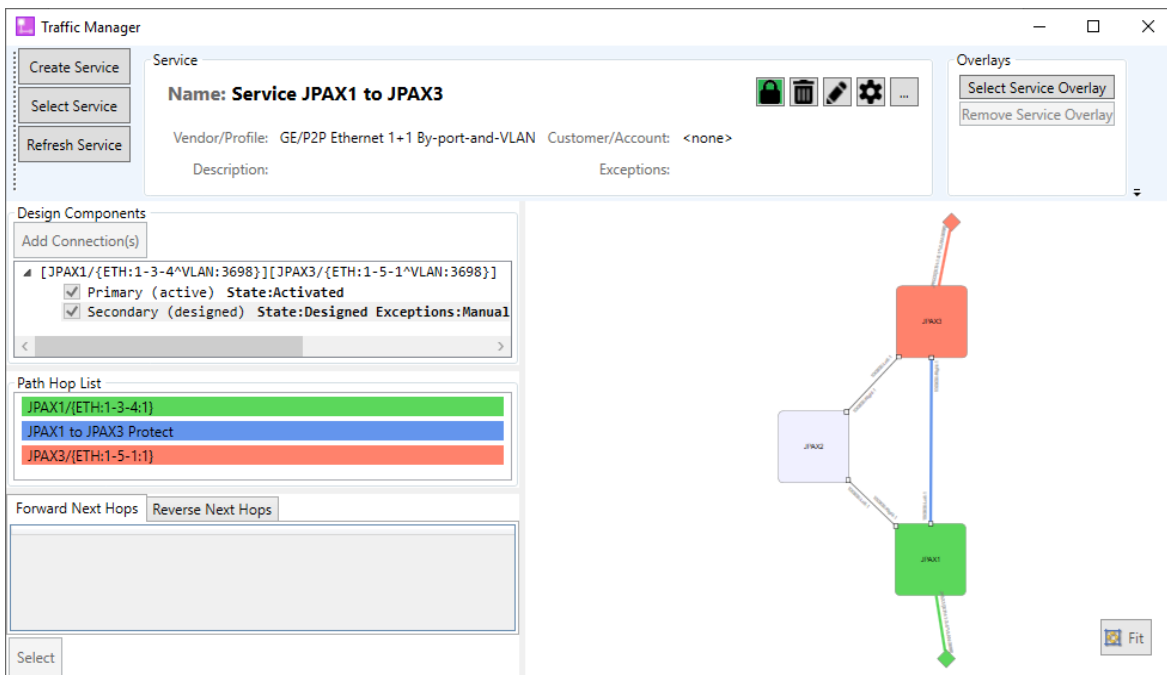 Traffic Manager
Create Service
Select Service
Refresh Service
Service
Name: Service JPAX1 to JPAX3
...
Vendor/Profile: GE/P2P Ethernet 1+1 By-port-and-VLAN Customer/Account: <none>
Description: Exceptions:
Overlays
Select Service Overlay
Remove Service Overlay
Design Components
Add Connection(s)
[JPAX1/{ETH:1-3-4^VLAN:3698}][JPAX3/{ETH:1-5-1^VLAN:3698}]
Primary (active) State:Activated
Secondary (designed) State:Designed Exceptions:Manual
Path Hop List
JPAX1/{ETH:1-3-4:1}
JPAX1 to JPAX3 Protect
JPAX3/{ETH:1-5-1:1}
Forward Next Hops Reverse Next Hops
Select
JPAX3
JPAX2
JPAX1
Fit